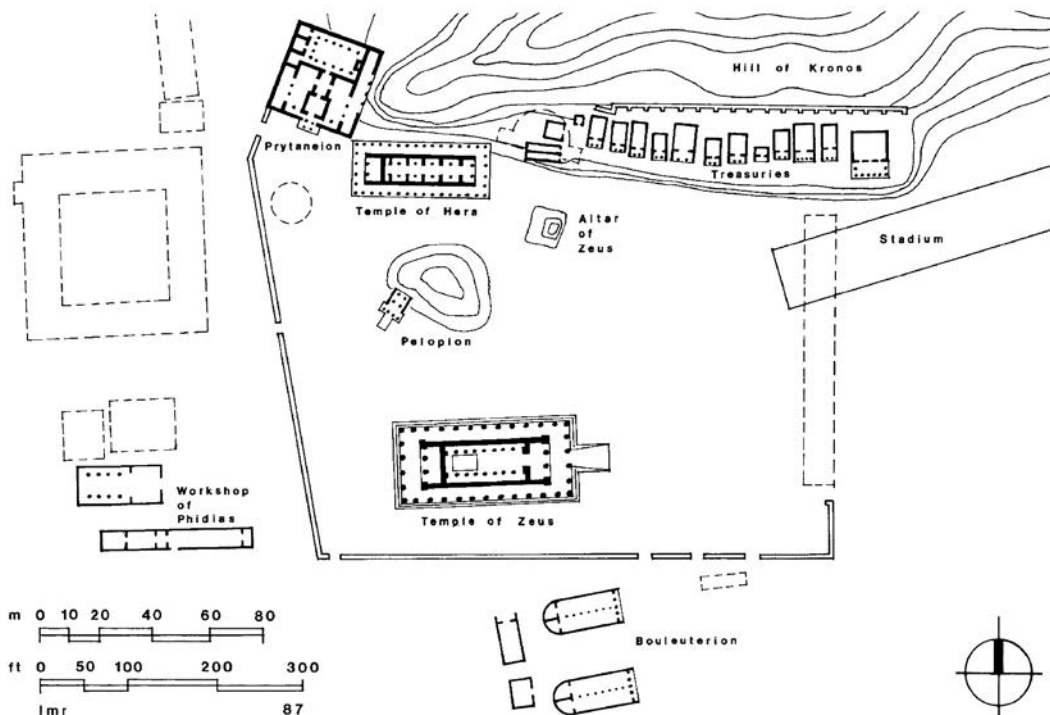 Hill of Kronos
Prytaneion
Treasuries
Temple of Hera
Altar
of
Zeus
Stadium
Pelopion
Workshop
of
Phidias
Temple of Zeus
m 0 10 20 40 60 80
Bouleuterion
ft 0 50 100 200 300
lmr 87